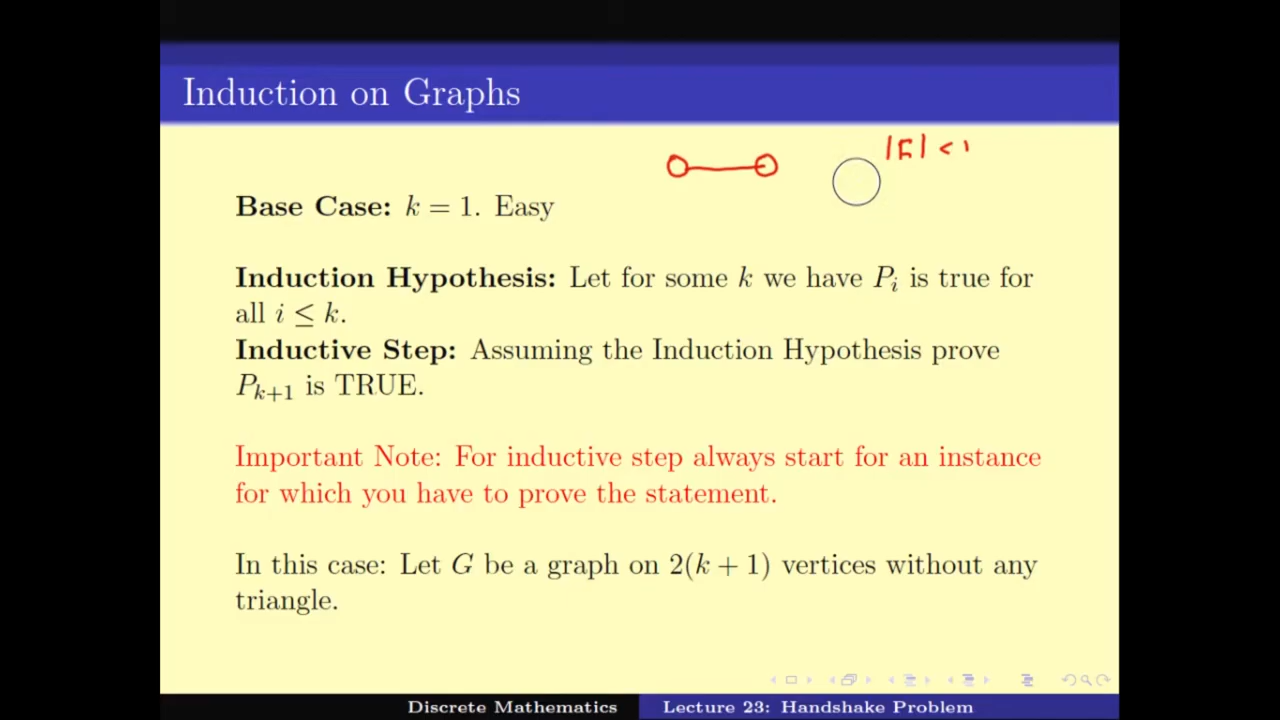 Induction on Graphs
Base Case: k = 1. Easy
Induction Hypothesis: Let for some k we have P_i is true for
all i ≤ k.
Inductive Step: Assuming the Induction Hypothesis prove
P_{k+1} is TRUE.
Important Note: For inductive step always start for an instance
for which you have to prove the statement.
In this case: Let G be a graph on 2(k + 1) vertices without any
triangle.
Discrete Mathematics
Lecture 23: Handshake Problem